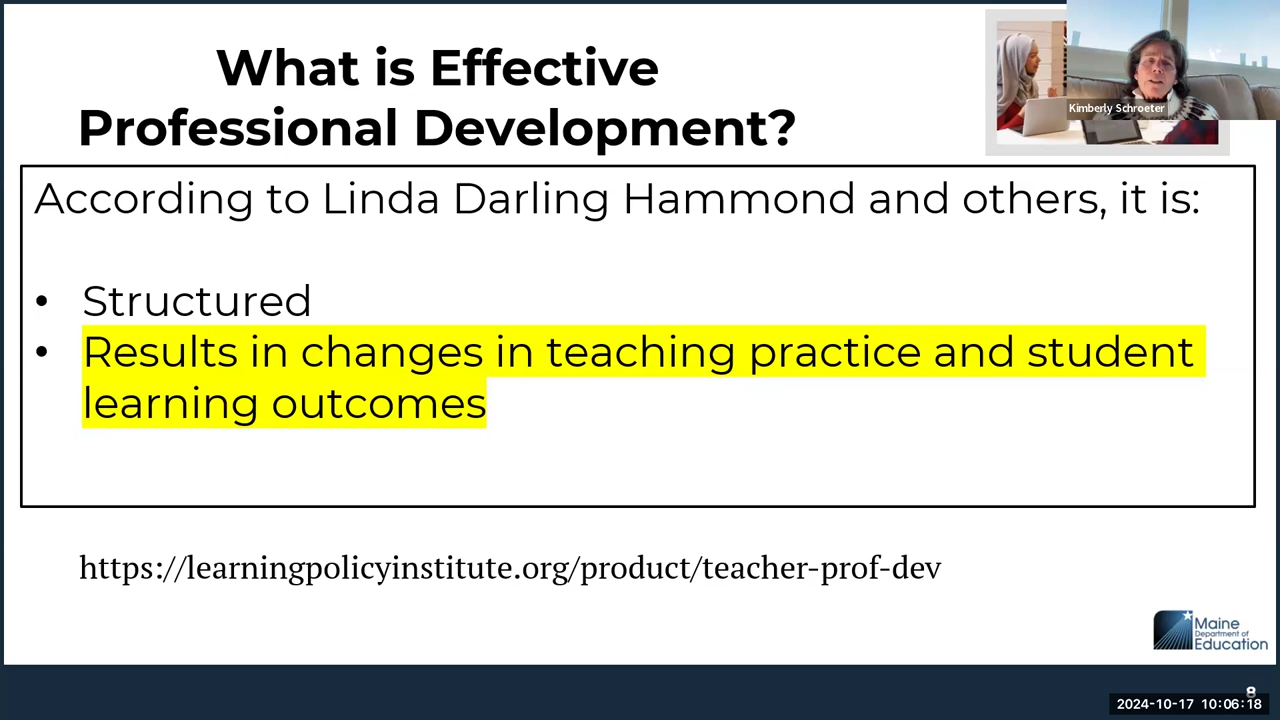 What is Effective
Professional Development?
Kimberly Schroeter
According to Linda Darling Hammond and others, it is:
• Structured
• Results in changes in teaching practice and student
learning outcomes
https://learningpolicyinstitute.org/product/teacher-prof-dev
Maine
Department of
Education
8
2024-10-17 10:06:18